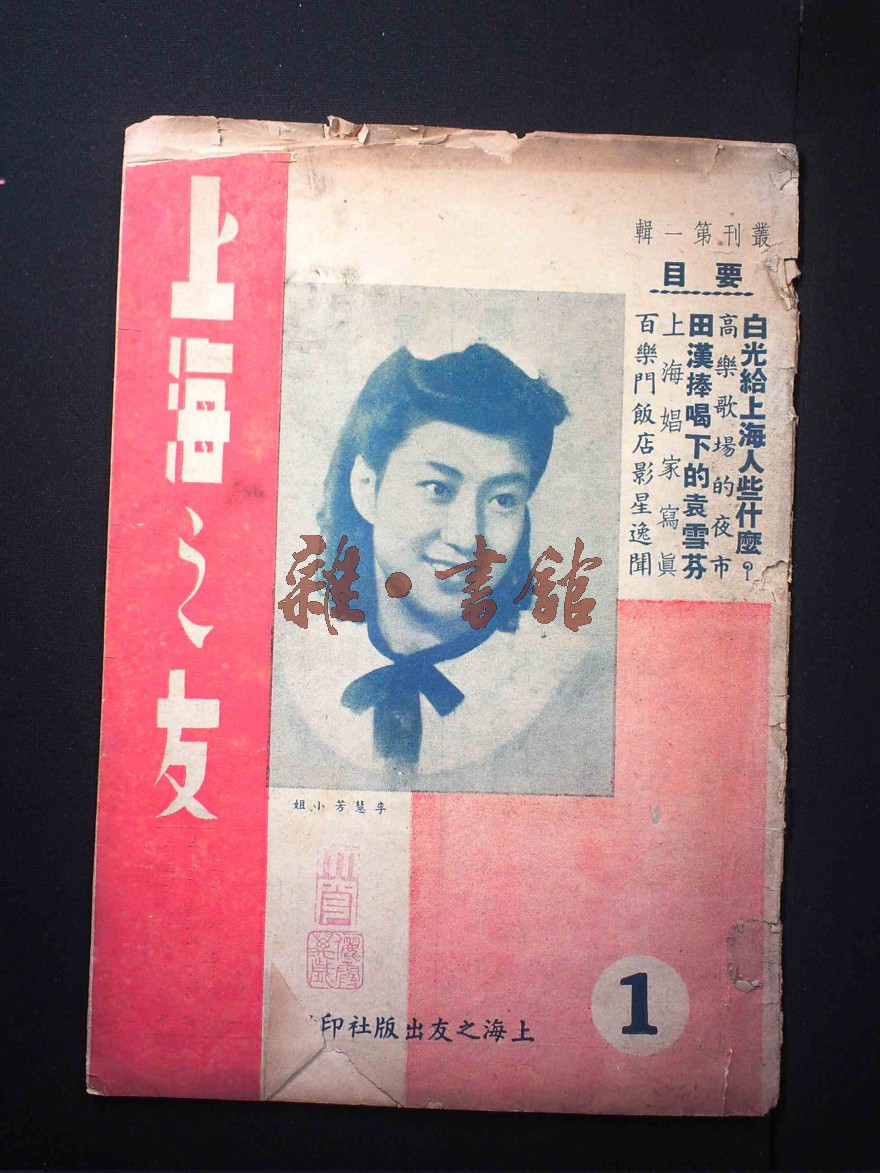 上海之友
叢刊第一輯
要目
白光給上海人些什麼?
高樂歌場的夜市
田漢捧喝下的袁雪芬
上海娼家寫眞
百樂門飯店影星逸聞
雜·書館
李慧芳小姐
1
上海之友出版社印